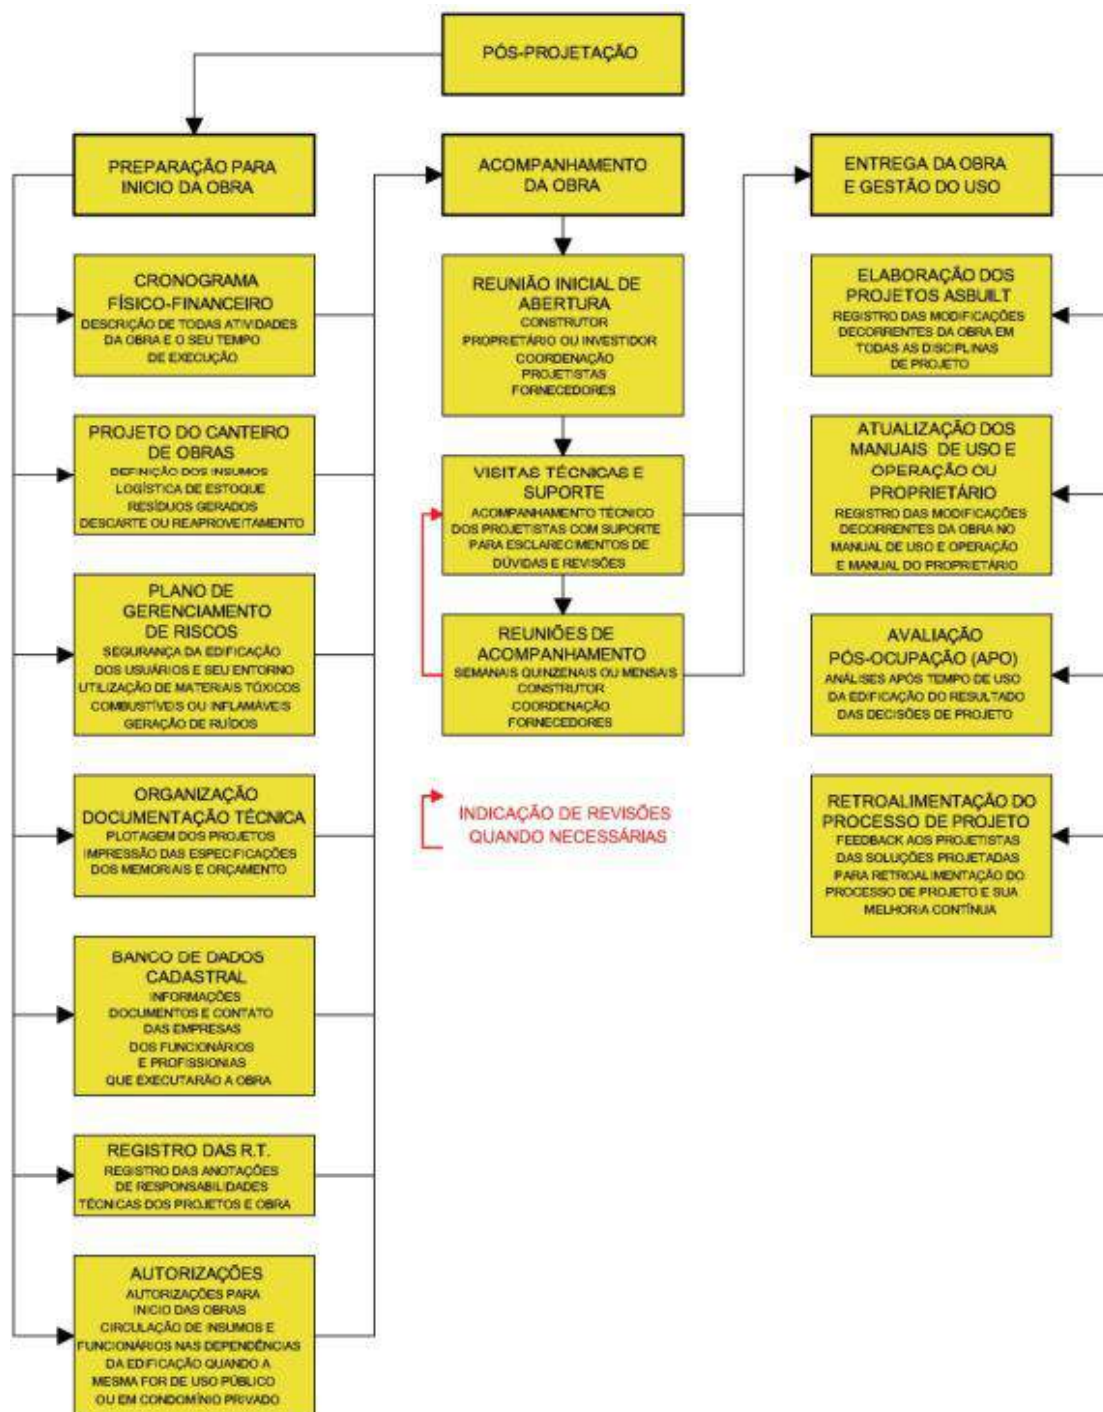 PÓS-PROJETAÇÃO
PREPARAÇÃO PARA
INICIO DA OBRA
CRONOGRAMA
FÍSICO-FINANCEIRO
DESCRIÇÃO DE TODAS ATIVIDADES
DA OBRA E O SEU TEMPO
DE EXECUÇÃO
PROJETO DO CANTEIRO
DE OBRAS
DEFINIÇÃO DOS INSUMOS
LOGÍSTICA DE ESTOQUE
RESÍDUOS GERADOS
DESCARTE OU REAPROVEITAMENTO
PLANO DE
GERENCIAMENTO
DE RISCOS
SEGURANÇA DA EDIFICAÇÃO
DOS USUÁRIOS E SEU ENTORNO
UTILIZAÇÃO DE MATERIAIS TÓXICOS
COMBUSTÍVEIS OU INFLAMÁVEIS
GERAÇÃO DE RUÍDOS
ORGANIZAÇÃO
DOCUMENTAÇÃO TÉCNICA
PLOTAGEM DOS PROJETOS
IMPRESSÃO DAS ESPECIFICAÇÕES
DOS MEMORIAIS E ORÇAMENTO
BANCO DE DADOS
CADASTRAL
INFORMAÇÕES
DOCUMENTOS E CONTATO
DAS EMPRESAS
DOS FUNCIONÁRIOS
E PROFISSIONIAS
QUE EXECUTARÃO A OBRA
REGISTRO DAS R.T.
REGISTRO DAS ANOTAÇÕES
DE RESPONSABILIDADES
TÉCNICAS DOS PROJETOS E OBRA
AUTORIZAÇÕES
AUTORIZAÇÕES PARA
INICIO DAS OBRAS
CIRCULAÇÃO DE INSUMOS E
FUNCIONÁRIOS NAS DEPENDÊNCIAS
DA EDIFICAÇÃO QUANDO A
MESMA FOR DE USO PÚBLICO
OU EM CONDOMÍNIO PRIVADO
ACOMPANHAMENTO
DA OBRA
REUNIÃO INICIAL DE
ABERTURA
CONSTRUTOR
PROPRIETÁRIO OU INVESTIDOR
COORDENAÇÃO
PROJETISTAS
FORNECEDORES
VISITAS TÉCNICAS E
SUPORTE
ACOMPANHAMENTO TÉCNICO
DOS PROJETISTAS COM SUPORTE
PARA ESCLARECIMENTOS DE
DÚVIDAS E REVISÕES
REUNIÕES DE
ACOMPANHAMENTO
SEMANAIS QUINZENAIS OU MENSAIS
CONSTRUTOR
COORDENAÇÃO
FORNECEDORES
INDICAÇÃO DE REVISÕES
QUANDO NECESSÁRIAS
ENTREGA DA OBRA
E GESTÃO DO USO
ELABORAÇÃO DOS
PROJETOS ASBUILT
REGISTRO DAS MODIFICAÇÕES
DECORRENTES DA OBRA EM
TODAS AS DISCIPLINAS
DE PROJETO
ATUALIZAÇÃO DOS
MANUAIS DE USO E
OPERAÇÃO OU
PROPRIETÁRIO
REGISTRO DAS MODIFICAÇÕES
DECORRENTES DA OBRA NO
MANUAL DE USO E OPERAÇÃO
E MANUAL DO PROPRIETÁRIO
AVALIAÇÃO
PÓS-OCUPAÇÃO (APO)
ANÁLISES APÓS TEMPO DE USO
DA EDIFICAÇÃO DO RESULTADO
DAS DECISÕES DE PROJETO
RETROALIMENTAÇÃO DO
PROCESSO DE PROJETO
FEEDBACK AOS PROJETISTAS
DAS SOLUÇÕES PROJETADAS
PARA RETROALIMENTAÇÃO DO
PROCESSO DE PROJETO E SUA
MELHORIA CONTÍNUA